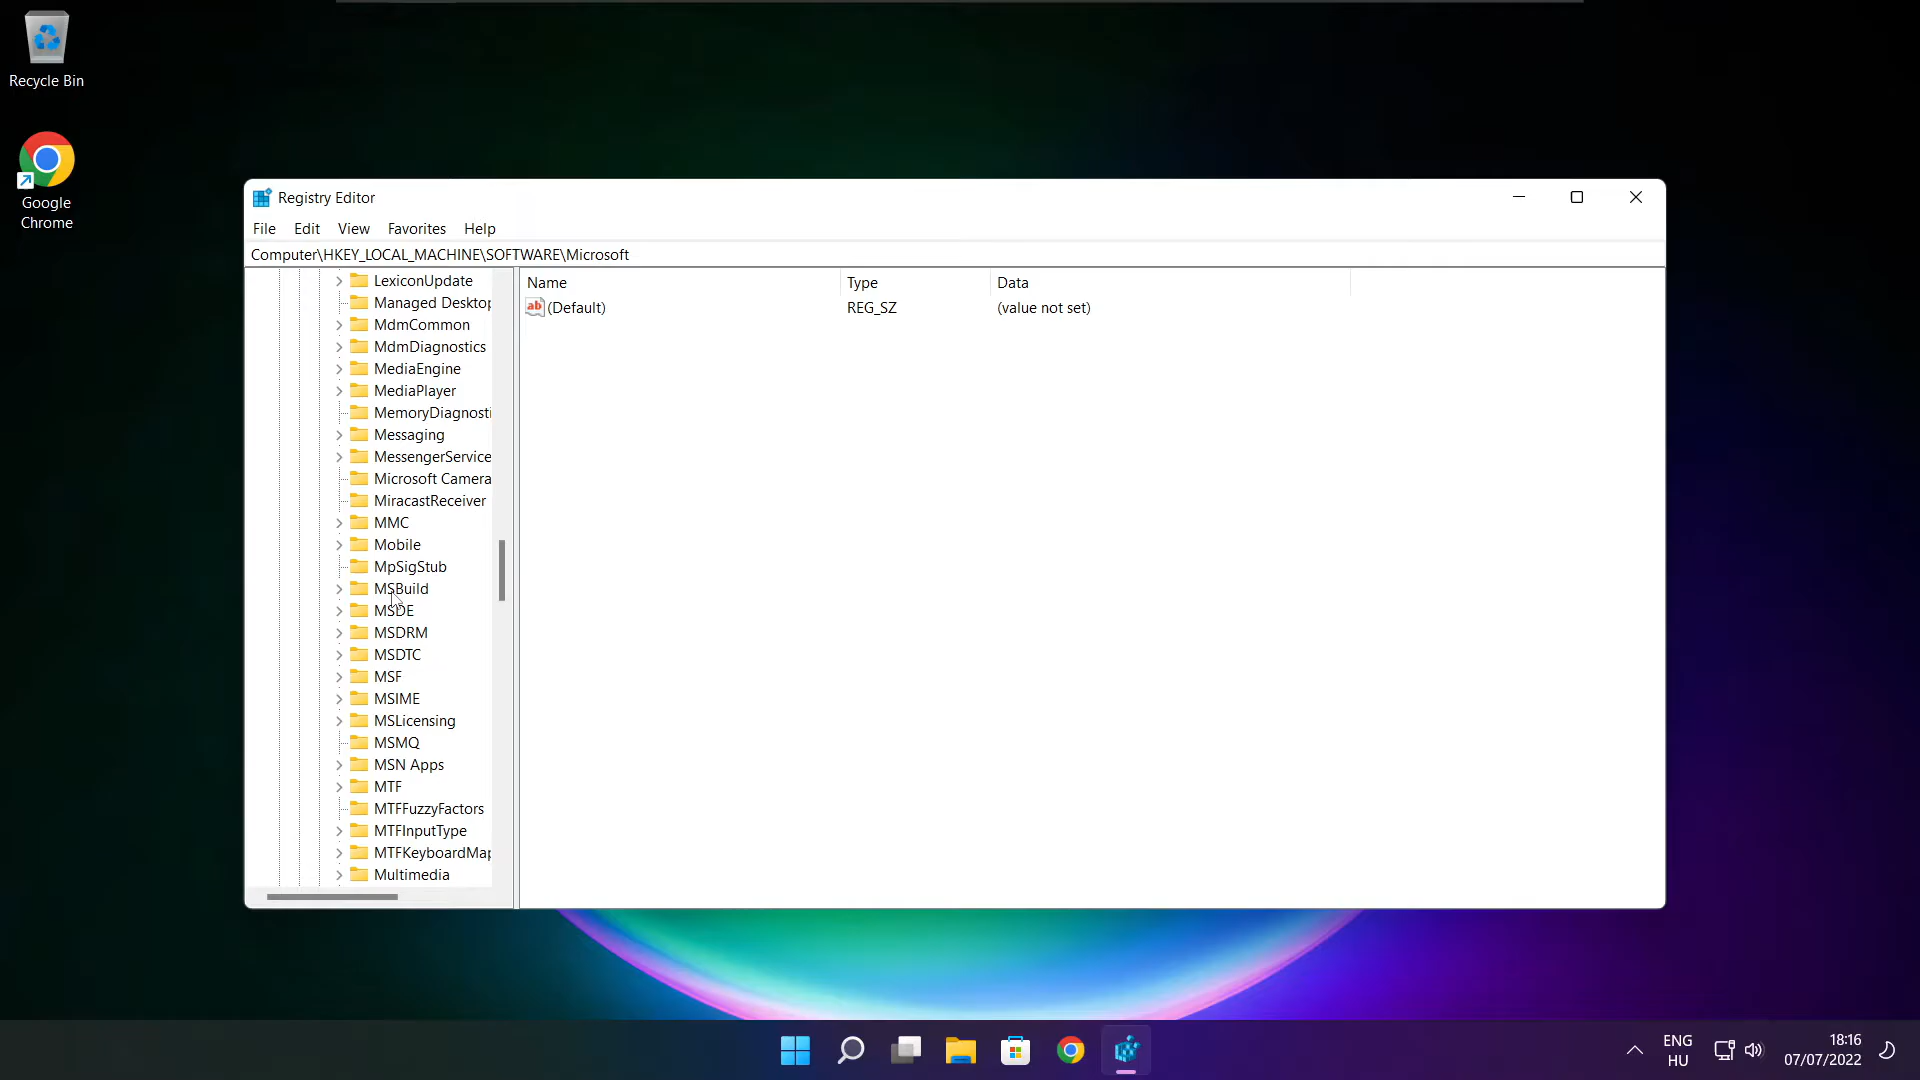 Recycle Bin
Google
Chrome
Registry Editor
File Edit View Favorites Help
Computer\HKEY_LOCAL_MACHINE\SOFTWARE\Microsoft
Name Type Data
(Default) REG_SZ (value not set)
LexiconUpdate
Managed Desktop
MdmCommon
MdmDiagnostics
MediaEngine
MediaPlayer
MemoryDiagnosti
Messaging
MessengerService
Microsoft Camera
MiracastReceiver
MMC
Mobile
MpSigStub
MSBuild
MSDE
MSDRM
MSDTC
MSF
MSIME
MSLicensing
MSMQ
MSN Apps
MTF
MTFFuzzyFactors
MTFInputType
MTFKeyboardMap
Multimedia
ENG
HU
18:16
07/07/2022